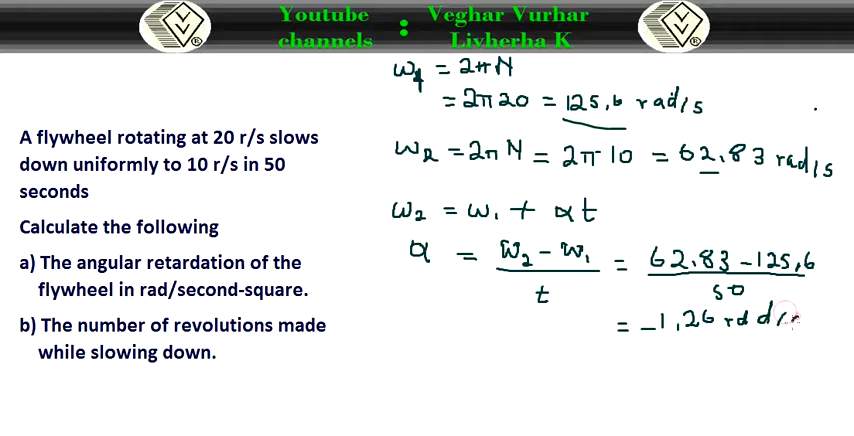 Youtube channels : Veghar Vurhar Liyherha K
A flywheel rotating at 20 r/s slows
down uniformly to 10 r/s in 50
seconds
Calculate the following
a) The angular retardation of the
flywheel in rad/second-square.
b) The number of revolutions made
while slowing down.
ω1 = 2πN
= 2π20 = 125,6 rad/s
ω2 = 2πN = 2π10 = 62.83 rad/s
ω2 = ω1 + αt
α = ω2 - ω1 / t = 62.83 - 125,6 / 50
= -1,26 rad/